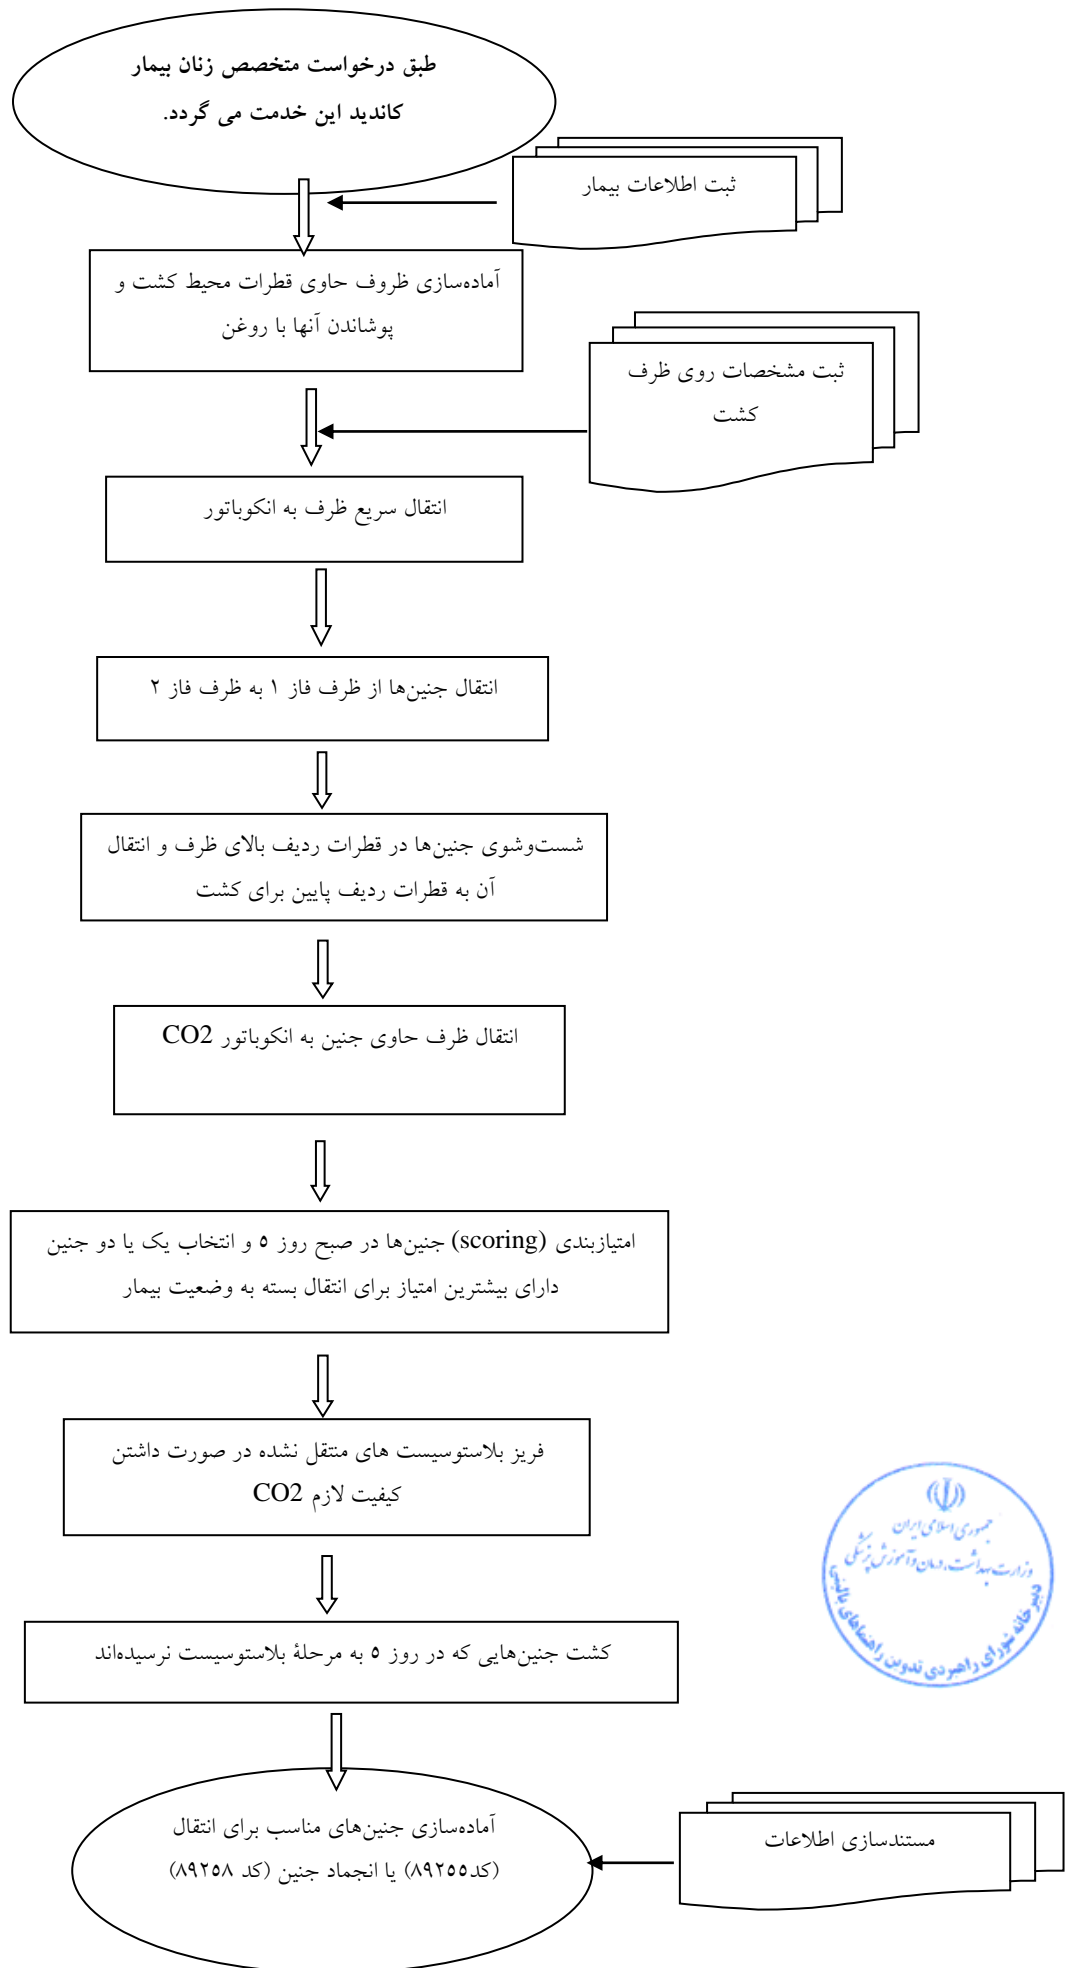 طبق درخواست متخصص زنان بیمار
کاندید این خدمت می گردد.
ثبت اطلاعات بیمار
آماده‌سازی ظروف حاوی قطرات محیط کشت و
پوشاندن آنها با روغن
ثبت مشخصات روی ظرف
کشت
انتقال سریع ظرف به انکوباتور
انتقال جنین‌ها از ظرف فاز ۱ به ظرف فاز ۲
شست‌وشوی جنین‌ها در قطرات ردیف بالای ظرف و انتقال
آن به قطرات ردیف پایین برای کشت
انتقال ظرف حاوی جنین به انکوباتور CO2
امتیازبندی (scoring) جنین‌ها در صبح روز ۵ و انتخاب یک یا دو جنین
دارای بیشترین امتیاز برای انتقال بسته به وضعیت بیمار
فریز بلاستوسیست های منتقل نشده در صورت داشتن
کیفیت لازم CO2
جمهوری اسلامی ایران
وزارت بهداشت، درمان و آموزش پزشکی
دبیرخانه شورای راهبردی تدوین راهنماهای بالینی
کشت جنین‌هایی که در روز ۵ به مرحلهٔ بلاستوسیست نرسیده‌اند
آماده‌سازی جنین‌های مناسب برای انتقال
(کد۸۹۲۵۵) یا انجماد جنین (کد ۸۹۲۵۸)
مستندسازی اطلاعات